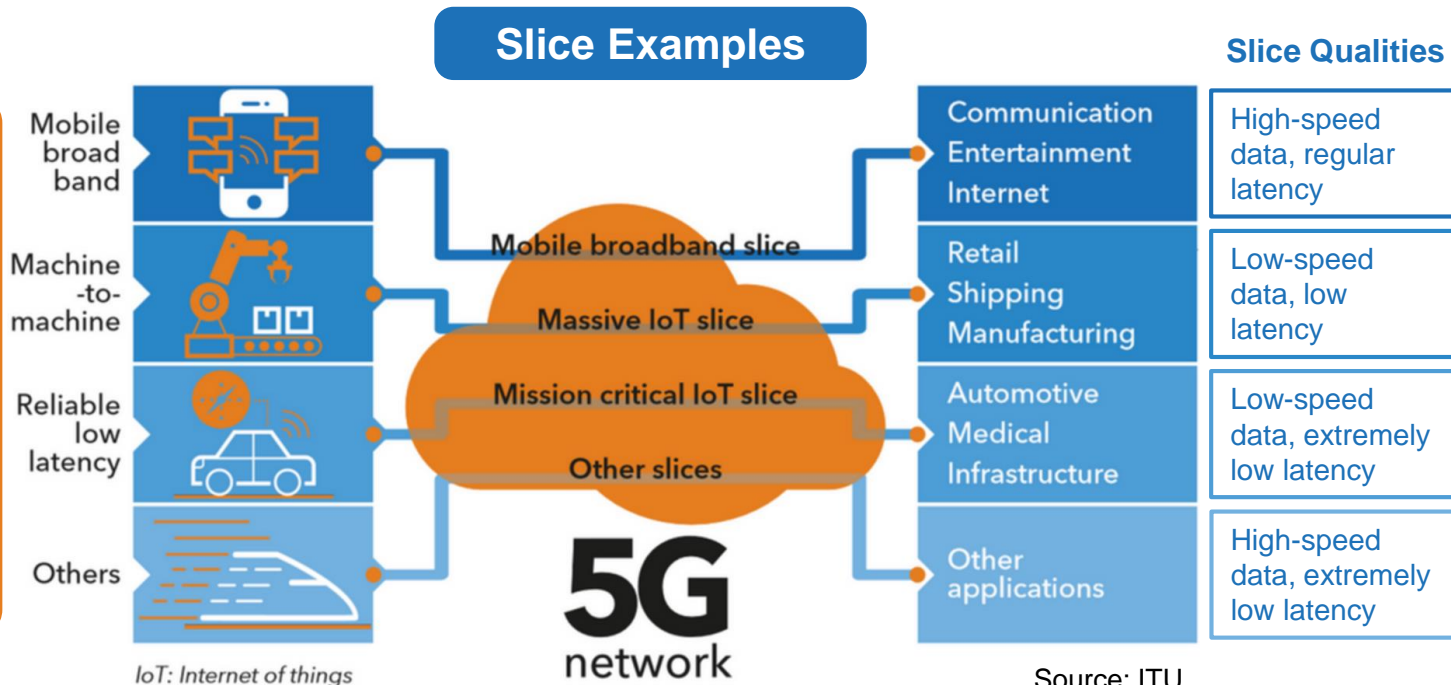 Slice Examples
Slice Qualities
Mobile
broad
band
Mobile broadband slice
Communication
Entertainment
Internet
High-speed
data, regular
latency
Machine
-to-
machine
Massive IoT slice
Retail
Shipping
Manufacturing
Low-speed
data, low
latency
Reliable
low
latency
Mission critical IoT slice
Automotive
Medical
Infrastructure
Low-speed
data, extremely
low latency
Others
Other slices
Other
applications
High-speed
data, extremely
low latency
5G
network
IoT: Internet of things
Source: ITU